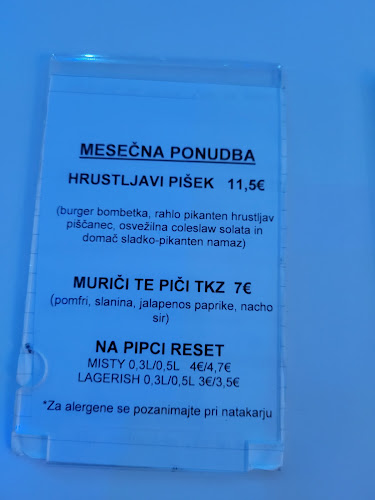 MESEČNA PONUDBA
HRUSTLJAVI PIŠEK 11,5€
(burger bombetka, rahlo pikanten hrustljav
piščanec, osvežilna coleslaw solata in
domač sladko-pikanten namaz)
MURIČI TE PIČI TKZ 7€
(pomfri, slanina, jalapenos paprike, nacho
sir)
NA PIPCI RESET
MISTY 0,3L/0,5L 4€/4,7€
LAGERISH 0,3L/0,5L 3€/3,5€
*Za alergene se pozanimajte pri natakarju